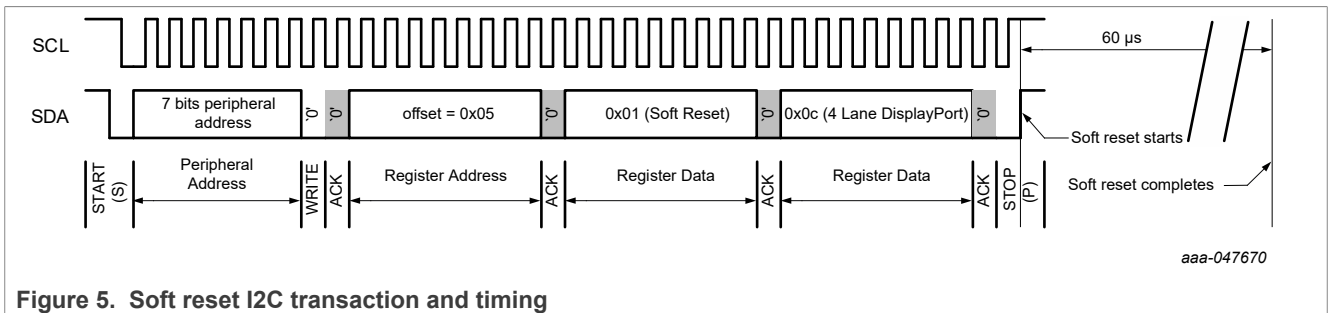 SCL
60 µs
SDA
7 bits peripheral
address
'0'
'0'
offset = 0x05
'0'
0x01 (Soft Reset)
'0'
0x0c (4 Lane DisplayPort)
'0'
Soft reset starts
START
(S)
Peripheral
Address
WRITE
ACK
Register Address
ACK
Register Data
ACK
Register Data
ACK
STOP
(P)
Soft reset completes
aaa-047670
Figure 5. Soft reset I2C transaction and timing